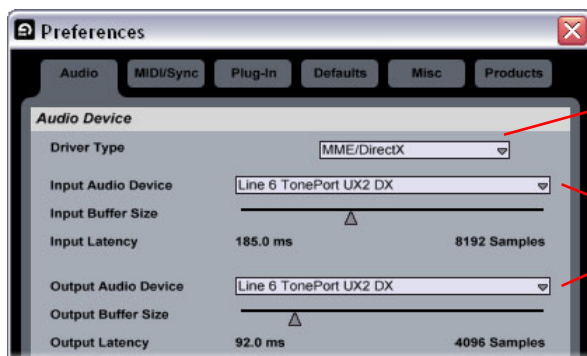 Preferences
Audio MIDI/Sync Plug-In Defaults Misc Products
Audio Device
Driver Type MME/DirectX
Input Audio Device Line 6 TonePort UX2 DX
Input Buffer Size
Input Latency 185.0 ms 8192 Samples
Output Audio Device Line 6 TonePort UX2 DX
Output Buffer Size
Output Latency 92.0 ms 4096 Samples